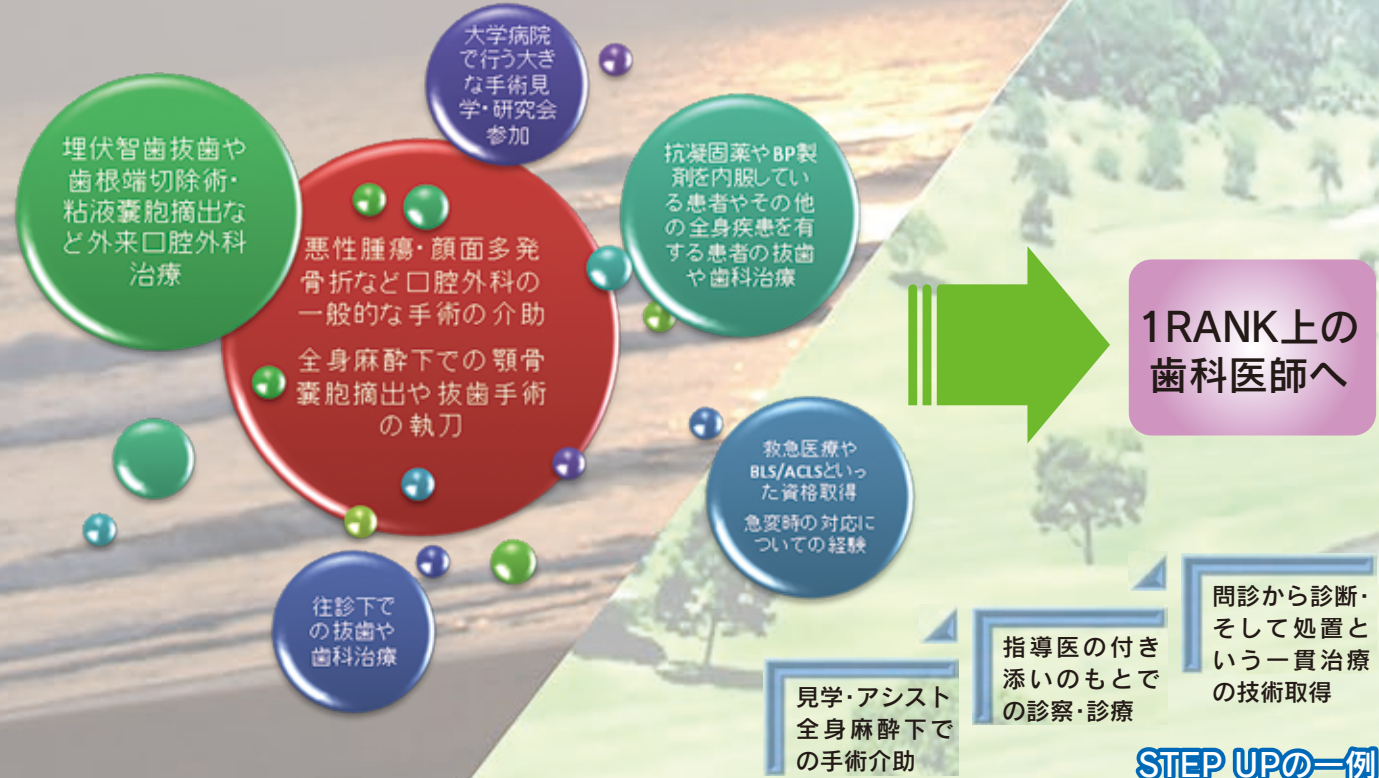 大学病院
で行う大き
な手術見
学・研究会
参加
埋伏智歯抜歯や
歯根端切除術・
粘液嚢胞摘出な
ど外来口腔外科
治療
悪性腫瘍・顔面多発
骨折など口腔外科の
一般的な手術の介助
全身麻酔下での顎骨
嚢胞摘出や抜歯手術
の執刀
抗凝固薬やBP製
剤を内服してい
る患者やその他
の全身疾患を有
する患者の抜歯
や歯科治療
救急医療や
BLS/ACLSといっ
た資格取得
急変時の対応に
ついての経験
往診下で
の抜歯や
歯科治療
1RANK上の
歯科医師へ
見学・アシスト
全身麻酔下で
の手術介助
指導医の付き
添いのもとで
の診察・診療
問診から診断・
そして処置と
いう一貫治療
の技術取得
STEP UPの一例